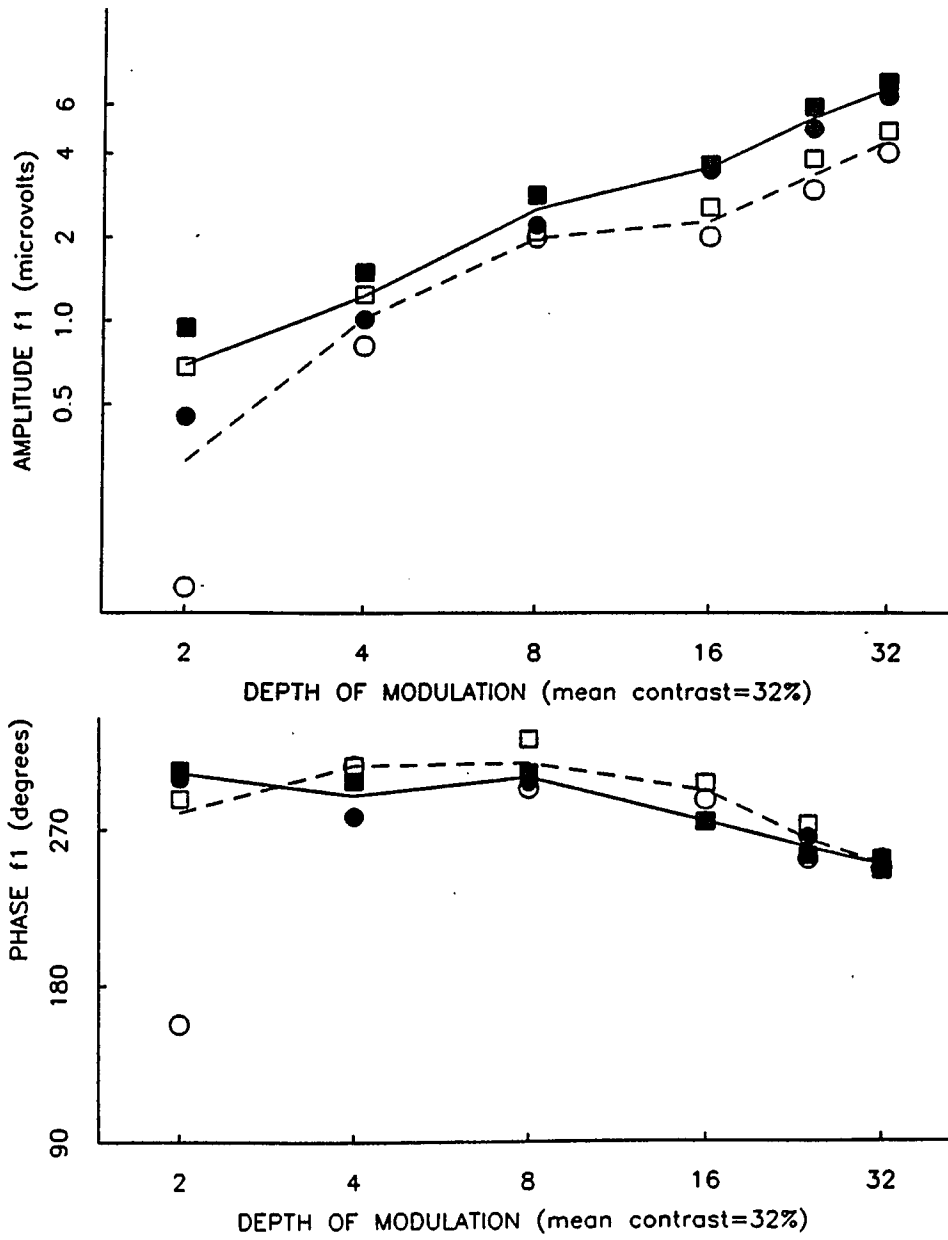 AMPLITUDE f1 (microvolts)
6
4
2
1.0
0.5
2 4 8 16 32
DEPTH OF MODULATION (mean contrast=32%)
PHASE f1 (degrees)
270
180
90
2 4 8 16 32
DEPTH OF MODULATION (mean contrast=32%)